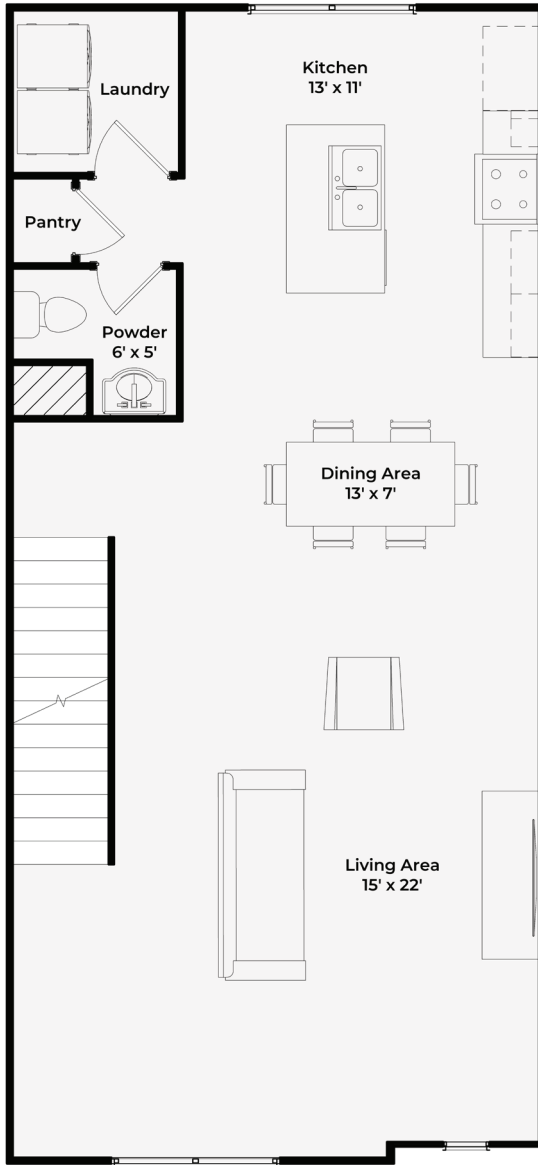 Kitchen
13' x 11'
Laundry
Pantry
Powder
6' x 5'
Dining Area
13' x 7'
Living Area
15' x 22'